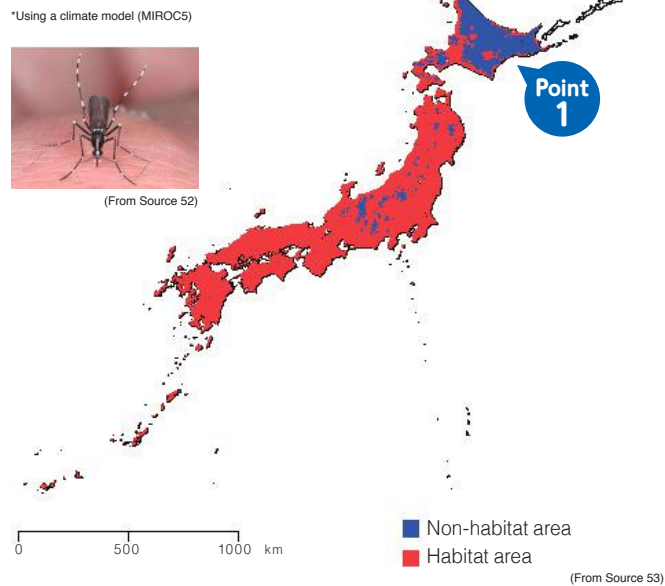 *Using a climate model (MIROC5)
Point
1
(From Source 52)
0 500 1000 km
Non-habitat area
Habitat area
(From Source 53)